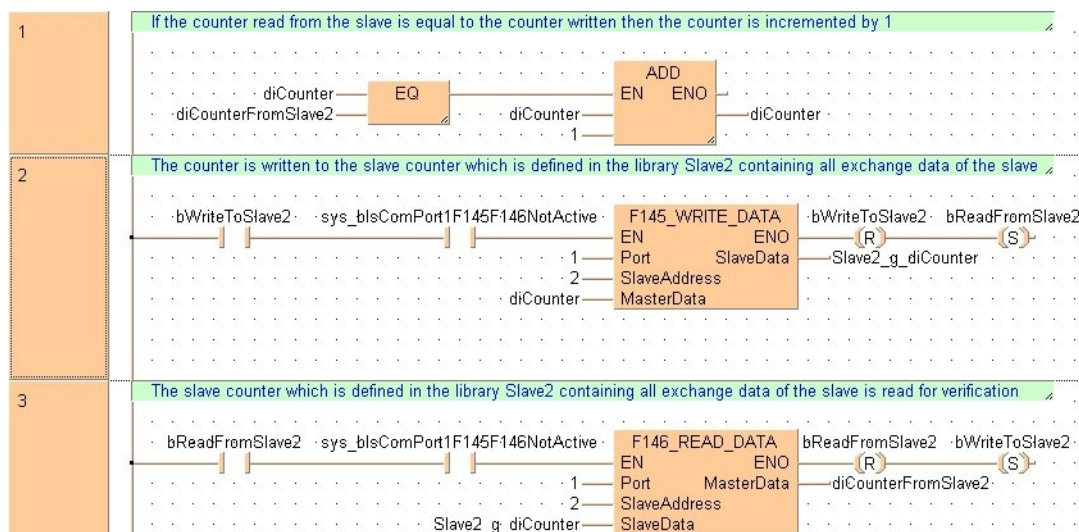 1
If the counter read from the slave is equal to the counter written then the counter is incremented by 1
ADD
diCounter EQ EN ENO
diCounterFromSlave2 diCounter diCounter
1
2
The counter is written to the slave counter which is defined in the library Slave2 containing all exchange data of the slave
bWriteToSlave2 sys_bIsComPort1F145F146NotActive F145_WRITE_DATA bWriteToSlave2 bReadFromSlave2
EN ENO (R) (S)
1 Port SlaveData Slave2_g_diCounter
2 SlaveAddress
diCounter MasterData
3
The slave counter which is defined in the library Slave2 containing all exchange data of the slave is read for verification
bReadFromSlave2 sys_bIsComPort1F145F146NotActive F146_READ_DATA bReadFromSlave2 bWriteToSlave2
EN ENO (R) (S)
1 Port MasterData diCounterFromSlave2
2 SlaveAddress
Slave2_g_diCounter SlaveData